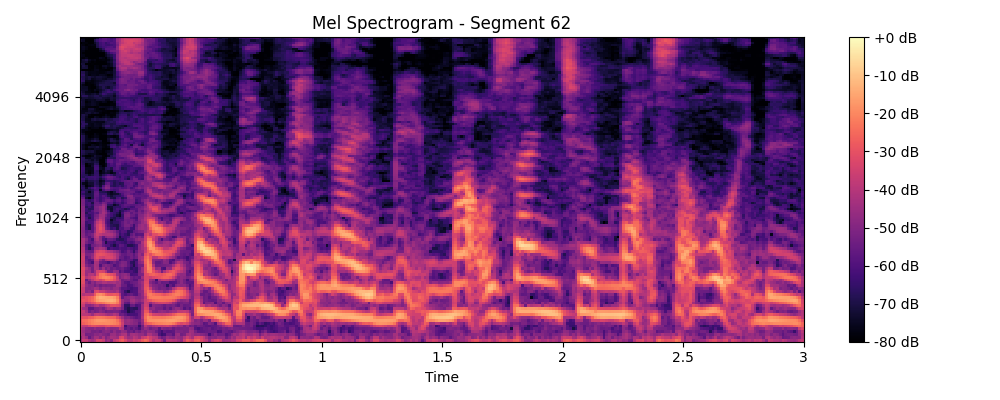 Mel Spectrogram - Segment 62
+0 dB
-10 dB
-20 dB
-30 dB
-40 dB
-50 dB
-60 dB
-70 dB
-80 dB
Frequency
4096
2048
1024
512
0
0
0.5
1
1.5
2
2.5
3
Time